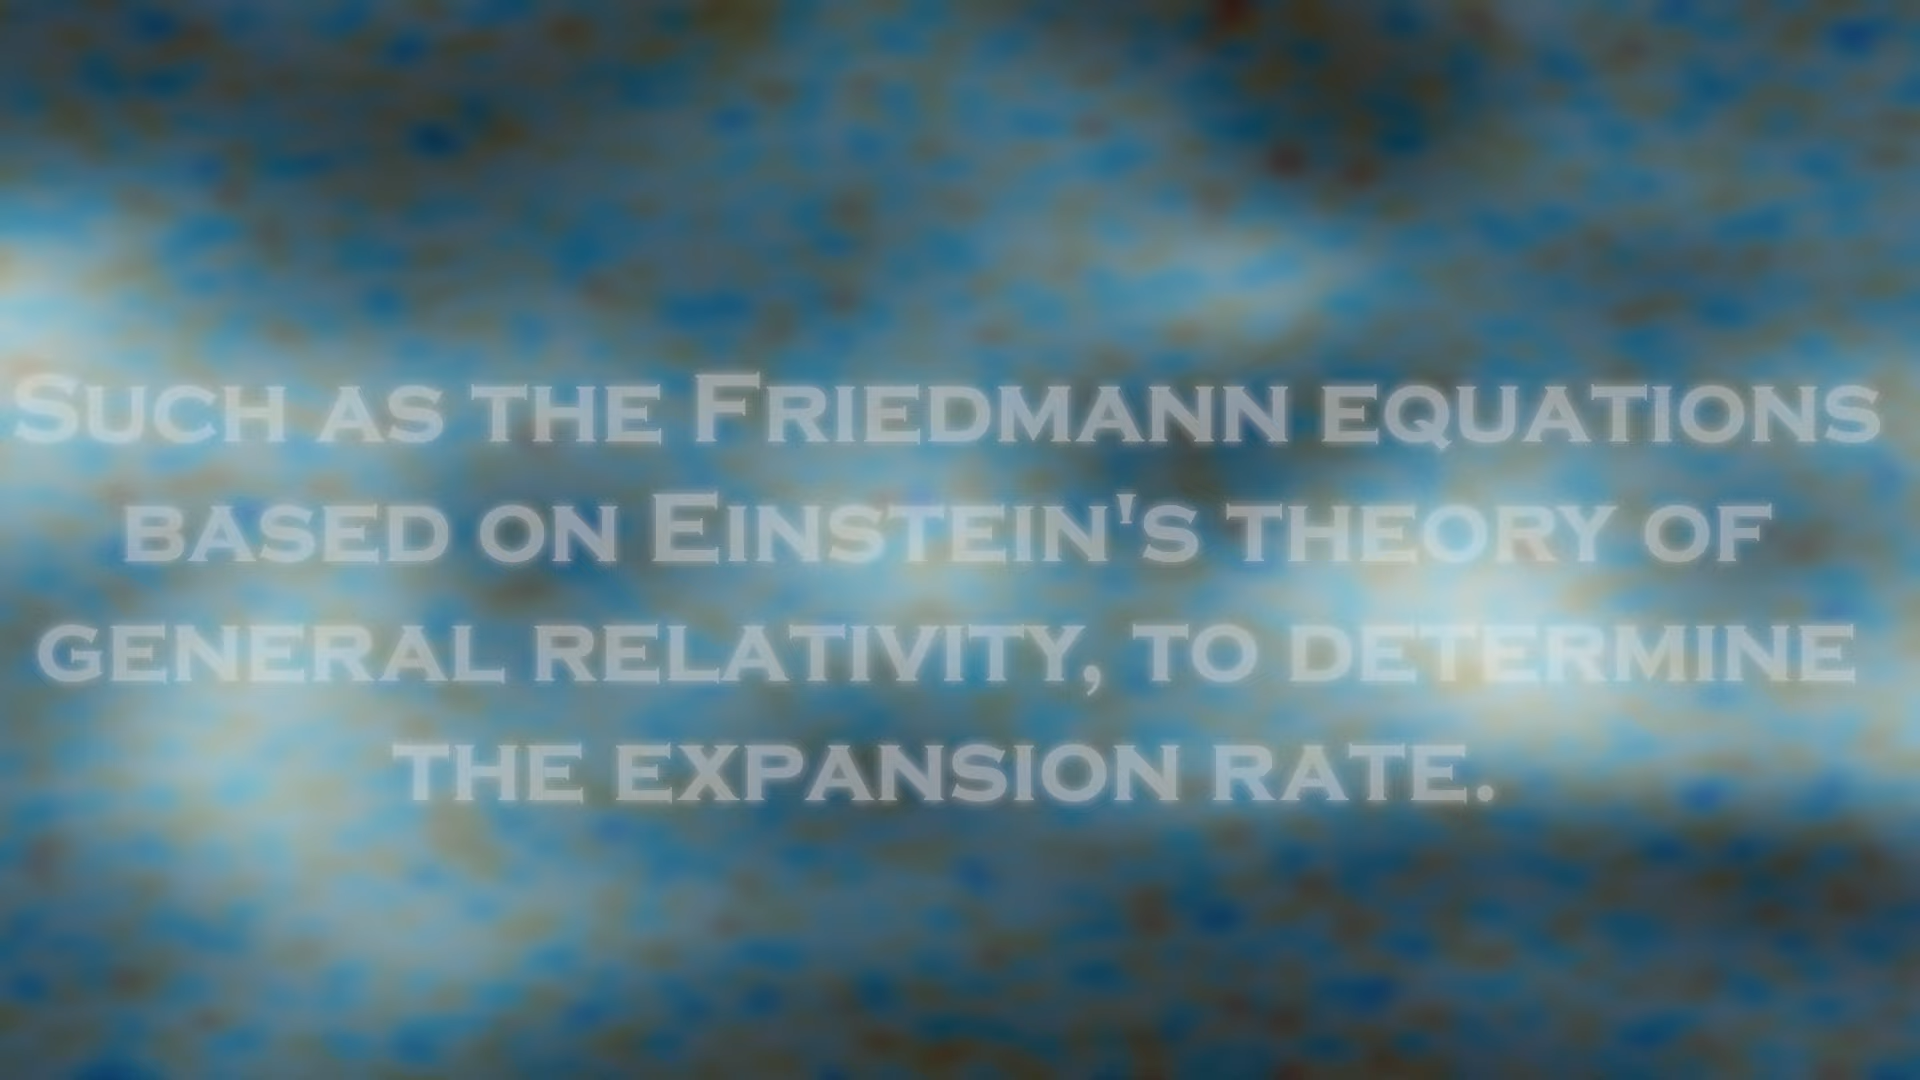 Such as the Friedmann equations
based on Einstein's theory of
general relativity, to determine
the expansion rate.